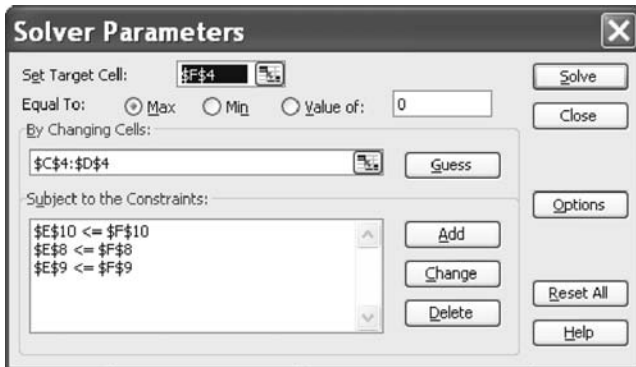 Solver Parameters
Set Target Cell: $F$4
Solve
Equal To: Max Min Value of: 0
Close
By Changing Cells:
$C$4:$D$4
Guess
Subject to the Constraints:
Options
$E$10 <= $F$10
$E$8 <= $F$8
$E$9 <= $F$9
Add
Change
Delete
Reset All
Help